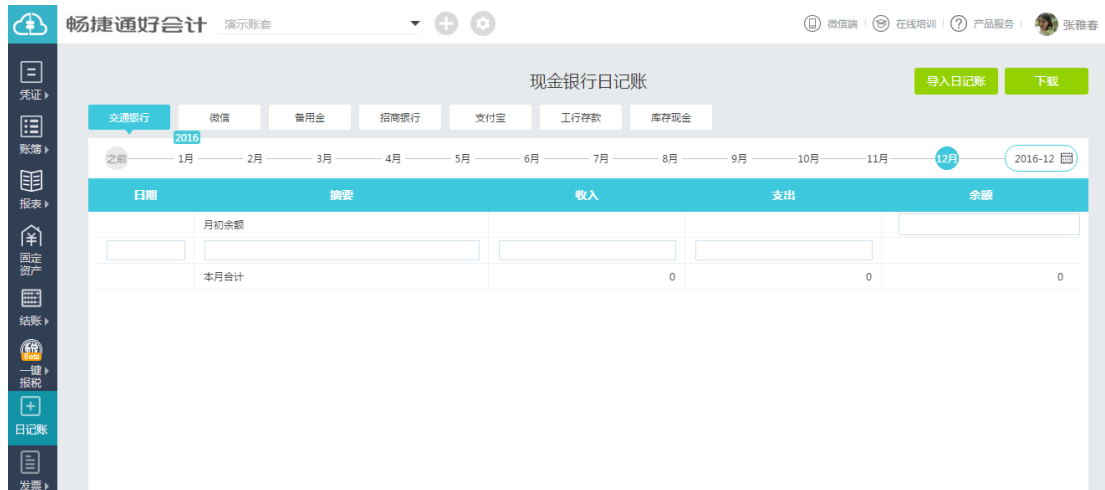 畅捷通好会计 演示账套 微信端 在线培训 ? 产品服务 张雅春
凭证
账簿
报表
固定
资产
结账
税
Beta
一键
报税
日记账
发票
现金银行日记账 导入日记账 下载
交通银行 微信 备用金 招商银行 支付宝 工行存款 库存现金
2016
之前 1月 2月 3月 4月 5月 6月 7月 8月 9月 10月 11月 12月 2016-12
日期 摘要 收入 支出 余额
月初余额
本月合计 0 0 0